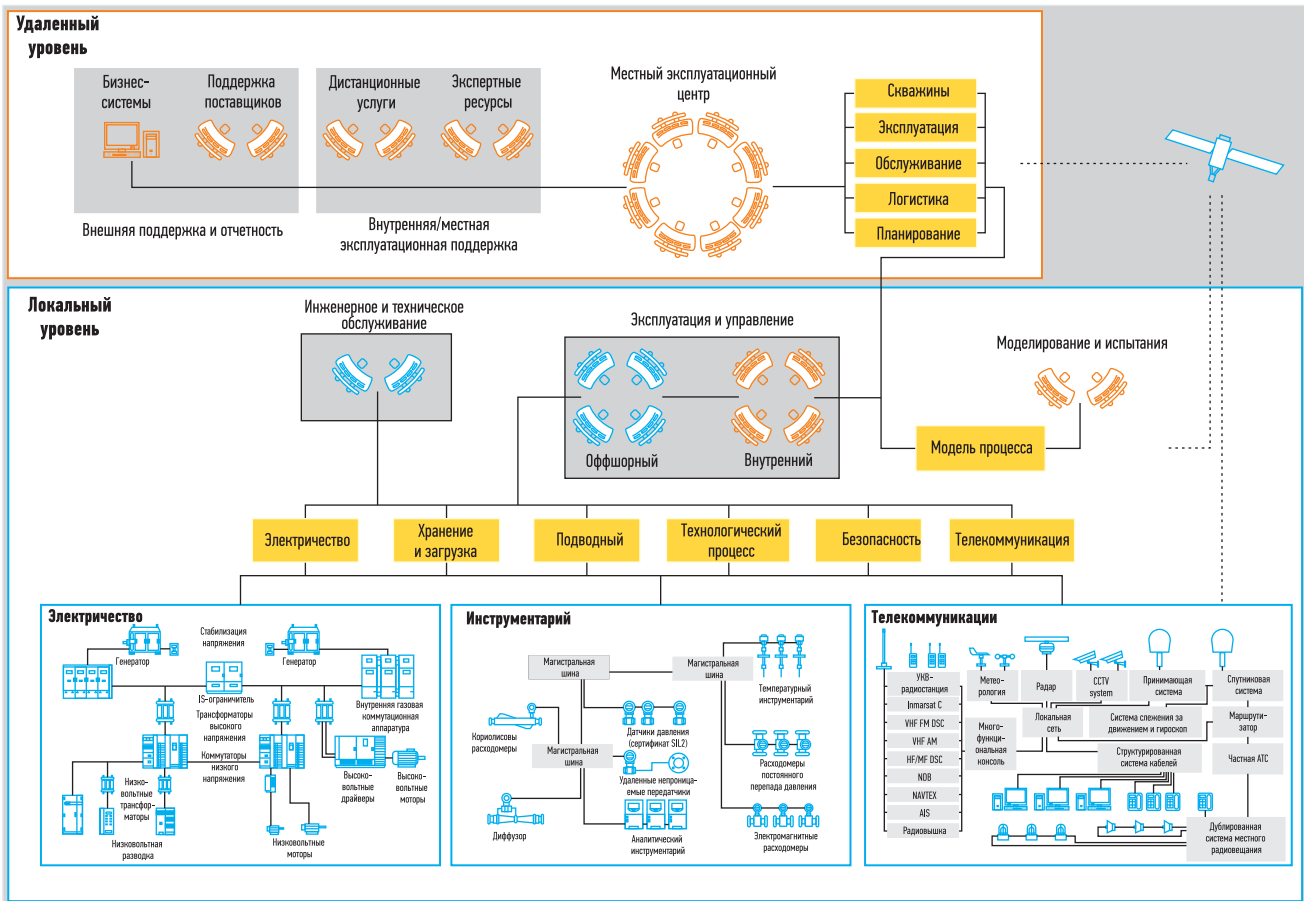 Удаленный
уровень
Бизнес-
системы
Поддержка
поставщиков
Дистанционные
услуги
Экспертные
ресурсы
Местный эксплуатационный
центр
Скважины
Эксплуатация
Обслуживание
Логистика
Планирование
Внешняя поддержка и отчетность
Внутренняя/местная
эксплуатационная поддержка
Локальный
уровень
Инженерное и техническое
обслуживание
Эксплуатация и управление
Моделирование и испытания
Оффшорный
Внутренний
Модель процесса
Электричество
Хранение
и загрузка
Подводный
Технологический
процесс
Безопасность
Телекоммуникация
Электричество
Стабилизация
напряжения
Генератор
Генератор
IS-ограничитель
Трансформаторы
высокого
напряжения
Внутренняя газовая
коммутационная
аппаратура
Коммутаторы
низкого
напряжения
Низко-
вольтные
трансфор-
маторы
Высоко-
вольтные
драйверы
Высоко-
вольтные
моторы
Низковольтная
разводка
Низковольтные
моторы
Инструментарий
Магистральная
шина
Магистральная
шина
Температурный
инструментарий
Кориолисовы
расходомеры
Датчики давления
(сертификат SIL2)
Магистральная
шина
Удаленные непроница-
емые передатчики
Расходомеры
постоянного
перепада давления
Диффузор
Аналитический
инструментарий
Электромагнитные
расходомеры
Телекоммуникации
УКВ-
радиостанция
Inmarsat C
VHF FM DSC
VHF AM
HF/MF DSC
NDB
NAVTEX
AIS
Радиовышка
Метео-
рология
Радар
CCTV
system
Принимающая
система
Спутниковая
система
Много-
функци-
ональная
консоль
Локальная
сеть
Система слежения за
движением и гироскоп
Маршрути-
затор
Структурированная
система кабелей
Частная АТС
Дублированная
система местного
радиовещания